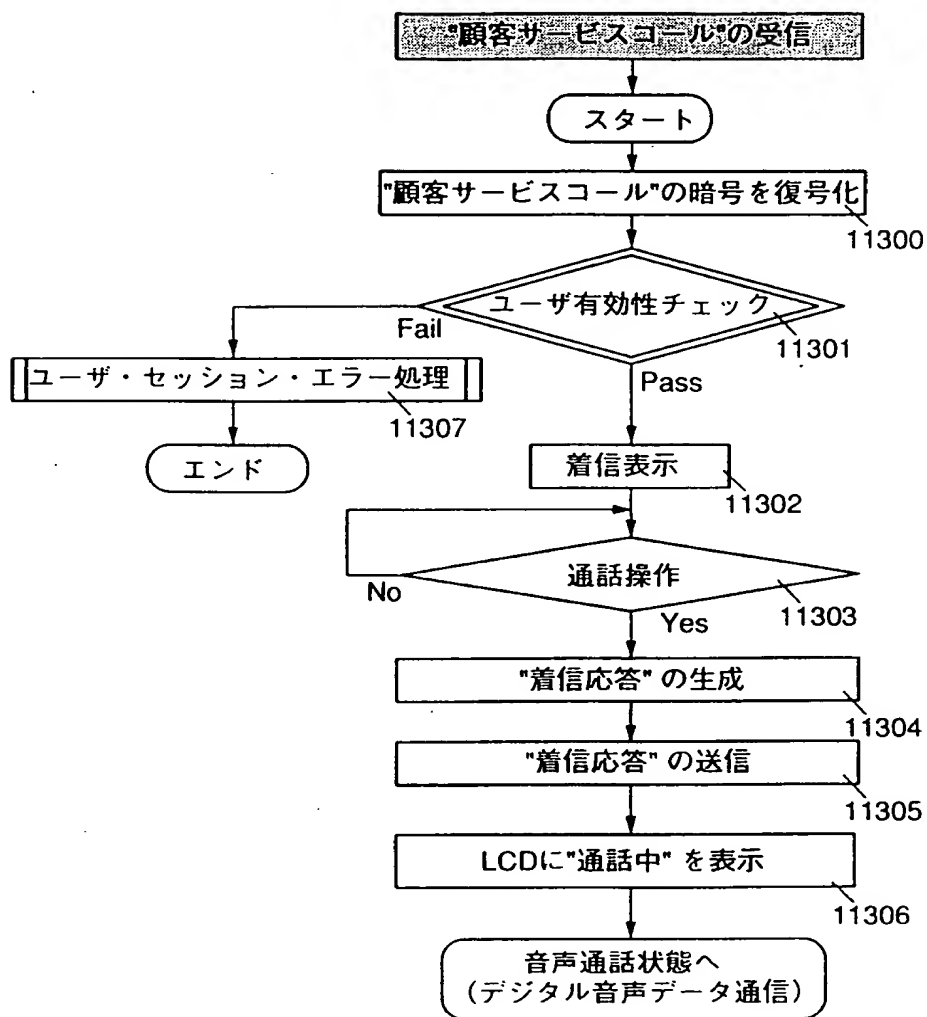 "顧客サービスコール"の受信
スタート
"顧客サービスコール"の暗号を復号化
11300
ユーザ有効性チェック
11301
Fail
Pass
ユーザ・セッション・エラー処理
11307
エンド
着信表示
11302
通話操作
11303
No
Yes
"着信応答" の生成
11304
"着信応答" の送信
11305
LCDに"通話中" を表示
11306
音声通話状態へ
(デジタル音声データ通信)